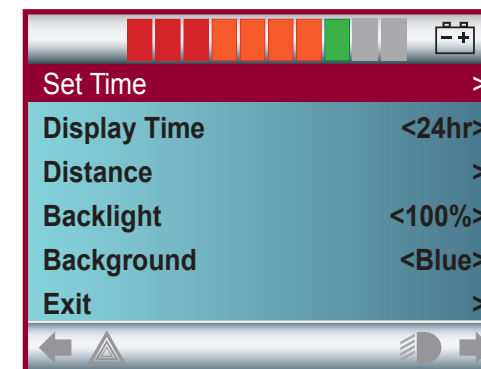 Set Time >
Display Time <24hr>
Distance >
Backlight <100%>
Background <Blue>
Exit >